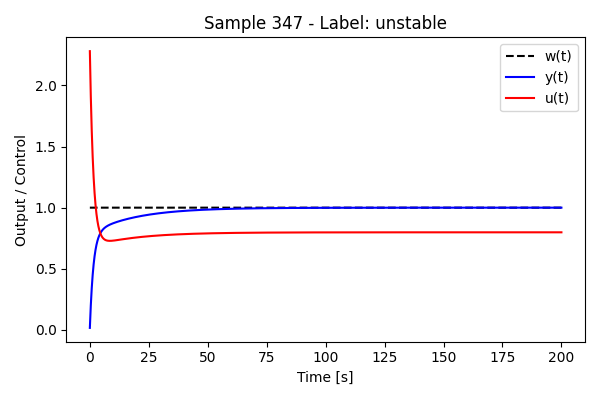 Sample 347 - Label: unstable
w(t)
y(t)
u(t)
Output / Control
2.0
1.5
1.0
0.5
0.0
0 25 50 75 100 125 150 175 200
Time [s]